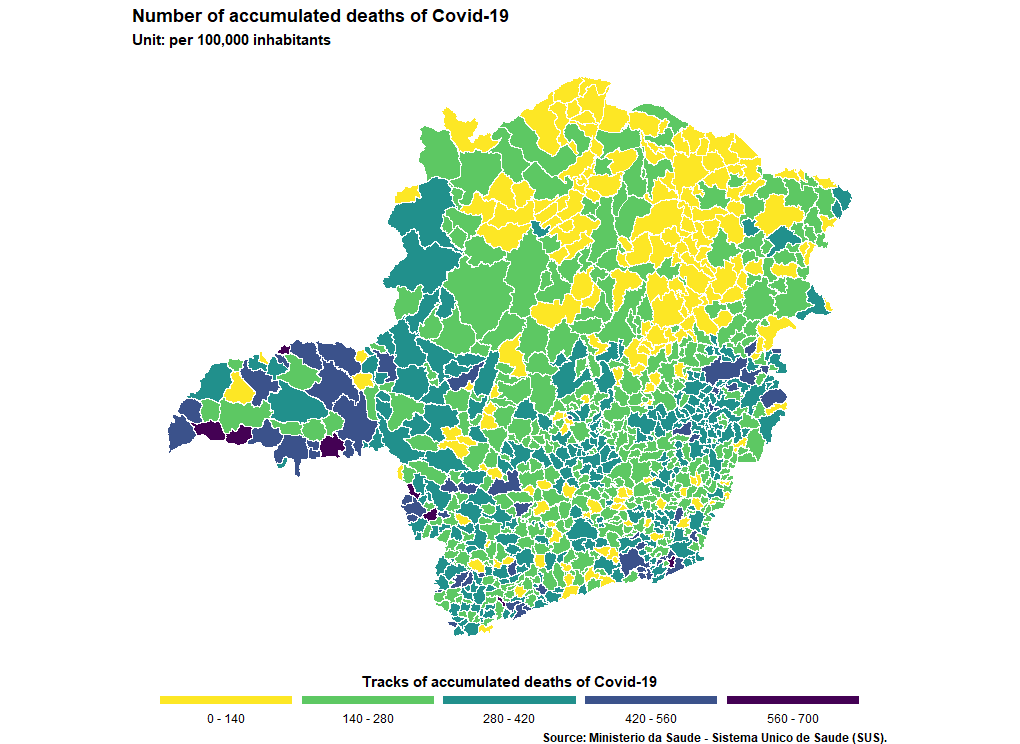 Number of accumulated deaths of Covid-19
Unit: per 100,000 inhabitants
Tracks of accumulated deaths of Covid-19
0 - 140
140 - 280
280 - 420
420 - 560
560 - 700
Source: Ministerio da Saude - Sistema Unico de Saude (SUS).